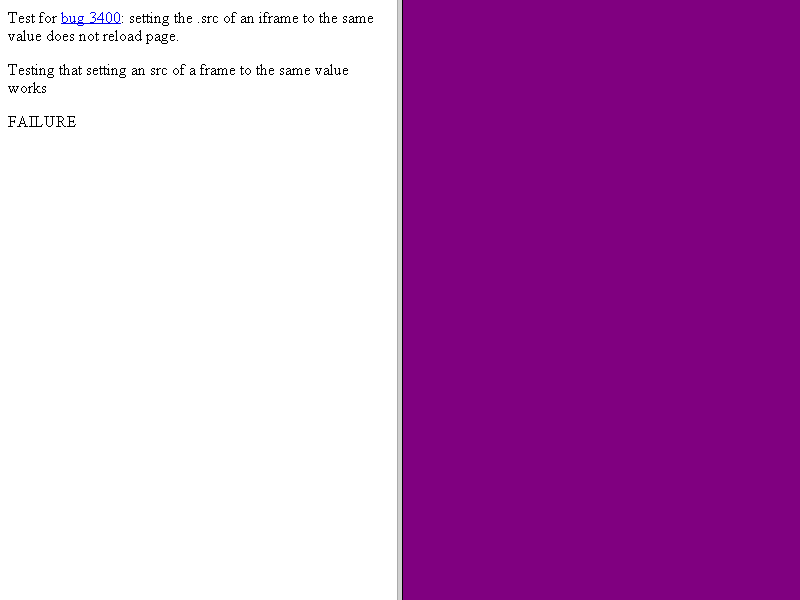 Test for bug 3400: setting the .src of an iframe to the same
value does not reload page.
Testing that setting an src of a frame to the same value
works
FAILURE